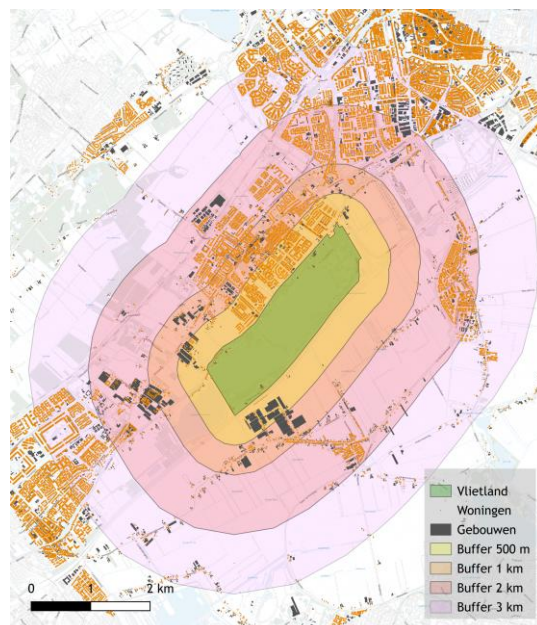 Vlietland
Woningen
Gebouwen
Buffer 500 m
Buffer 1 km
Buffer 2 km
Buffer 3 km
0 1 2 km